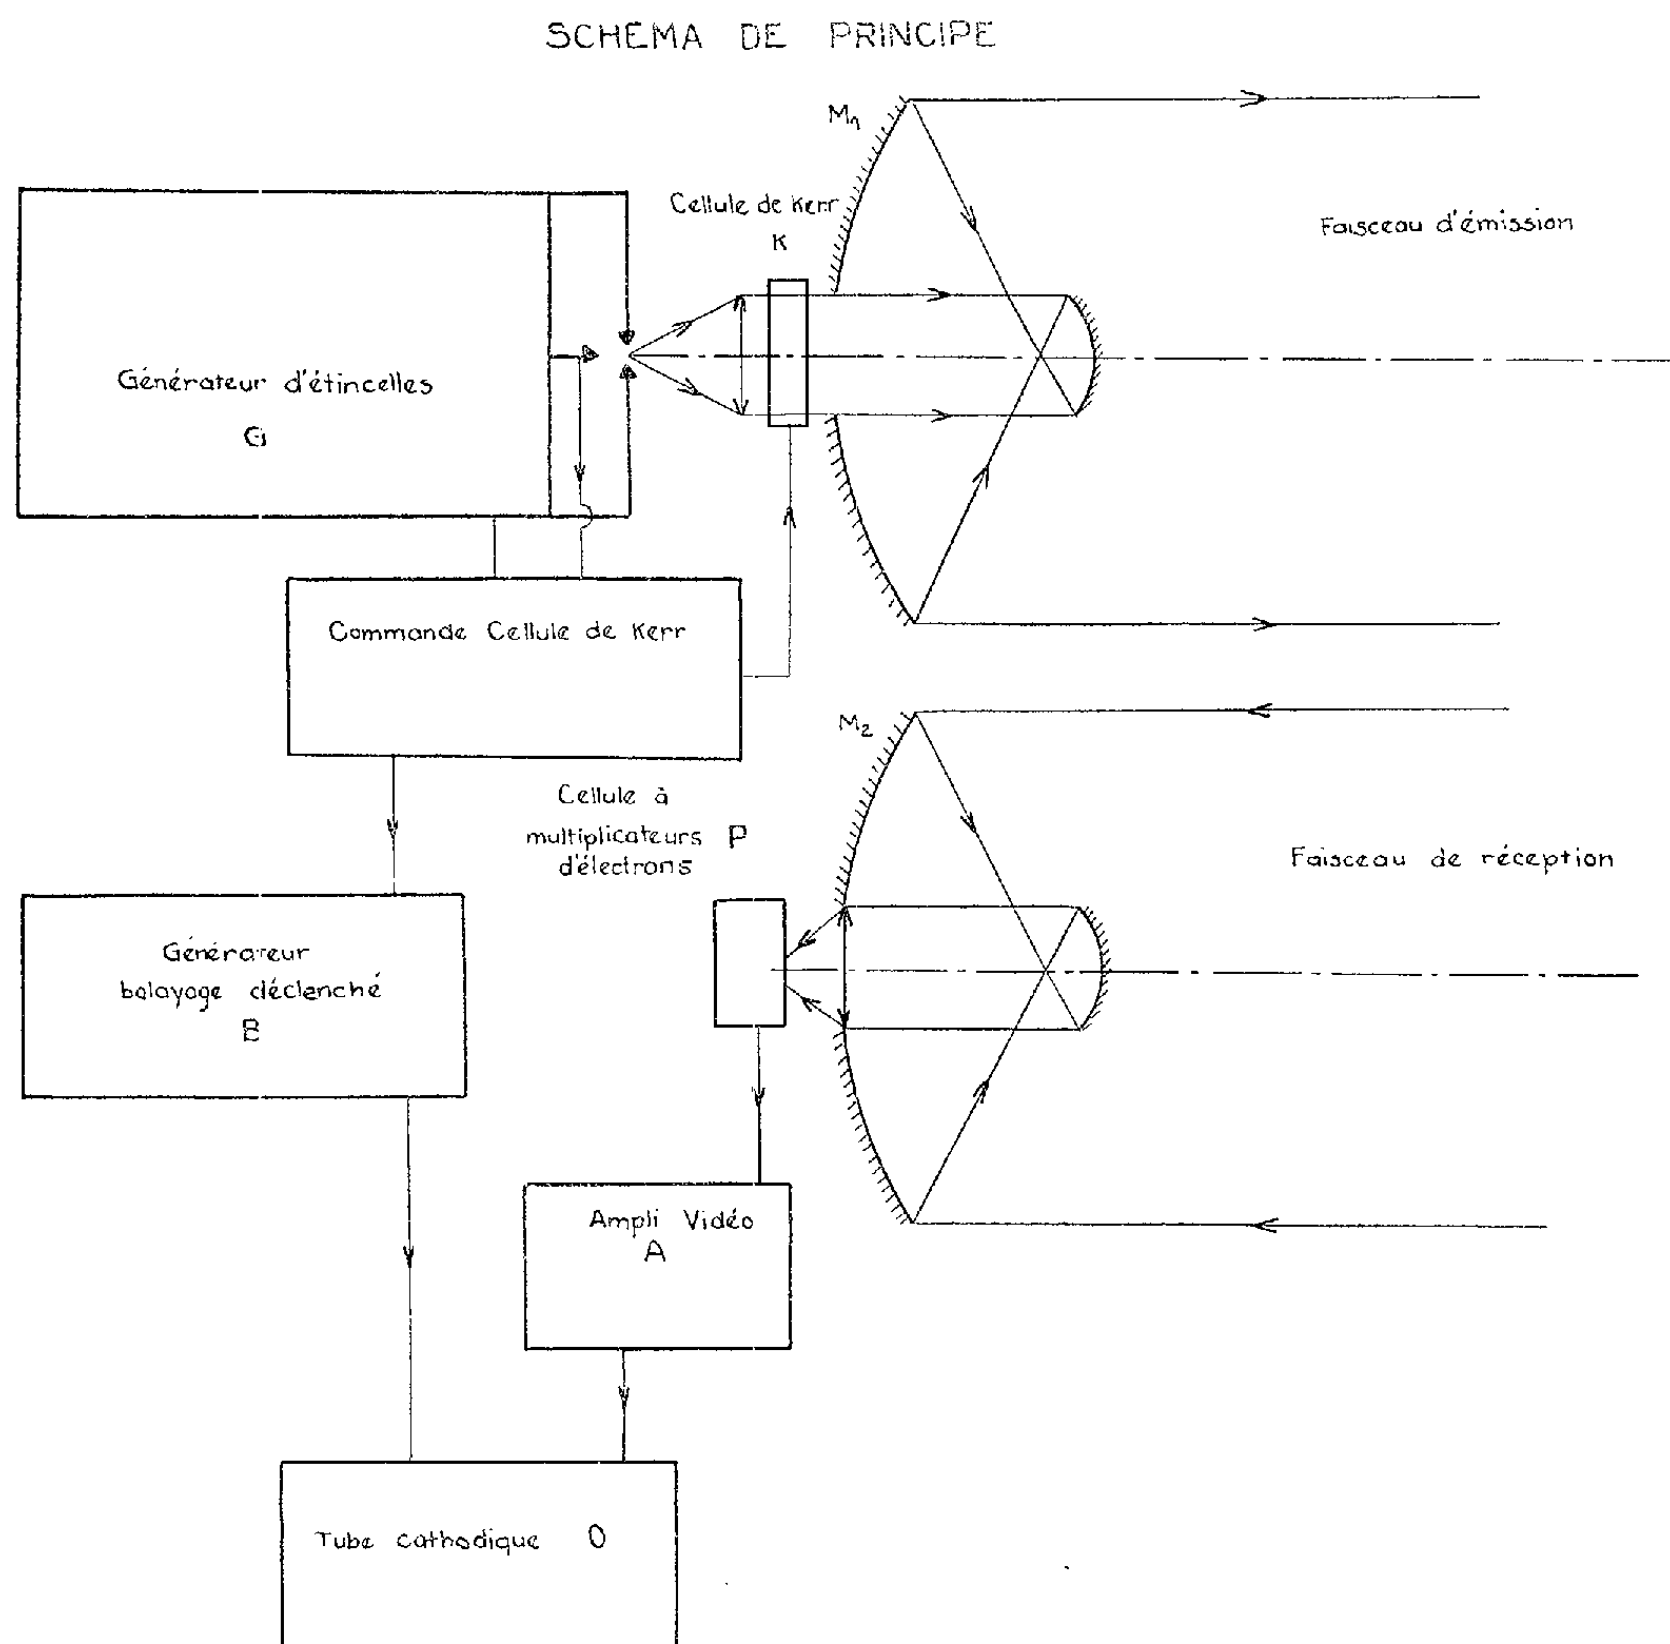 SCHÉMA DE PRINCIPE
M1
Cellule de Kerr
K
Faisceau d'émission
Générateur d'étincelles
G
Commande Cellule de Kerr
M2
Cellule à
multiplicateurs P
d'électrons
Faisceau de réception
Générateur
balayage déclenché
B
Ampli Vidéo
A
Tube cathodique O